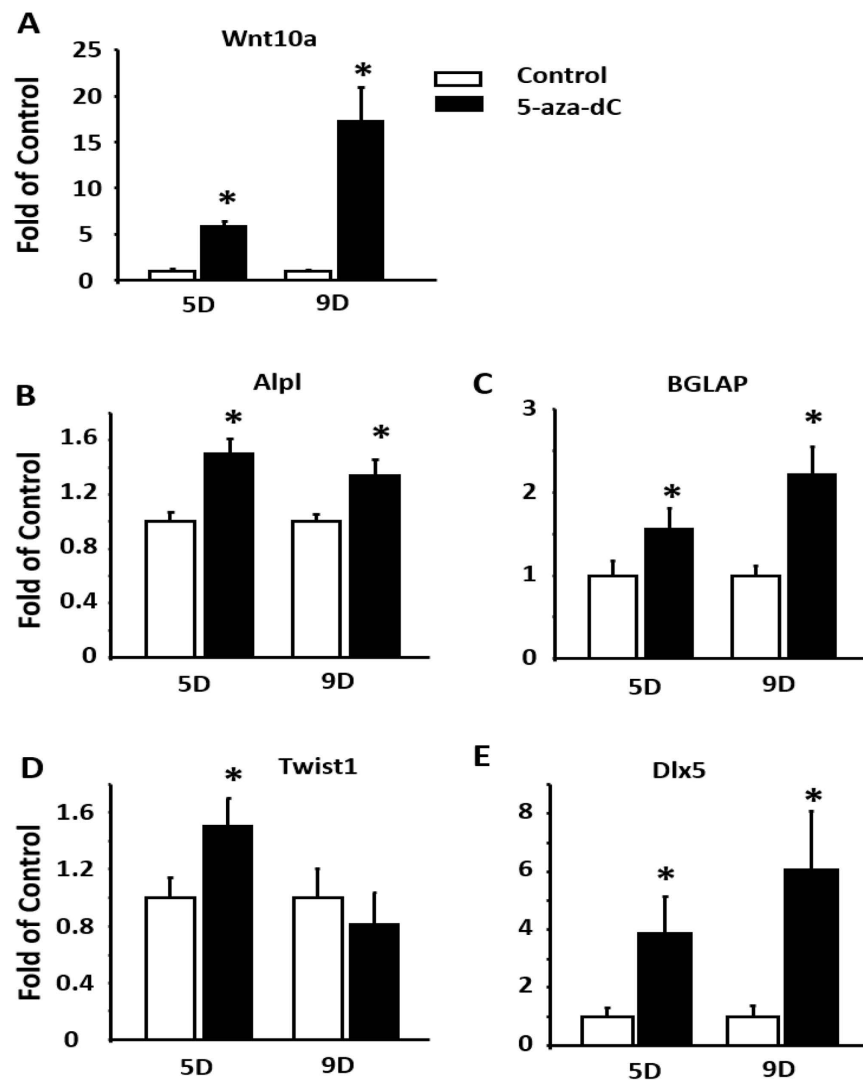 A
Wnt10a
Fold of Control
25
20
15
10
5
0
*
*
5D
9D
Control
5-aza-dC
B
Alpl
Fold of Control
1.6
1.2
0.8
0.4
0
*
*
5D
9D
C
BGLAP
3
2
1
0
*
*
5D
9D
D
Twist1
Fold of Control
1.6
1.2
0.8
0.4
0
*
5D
9D
E
Dlx5
8
6
4
2
0
*
*
5D
9D